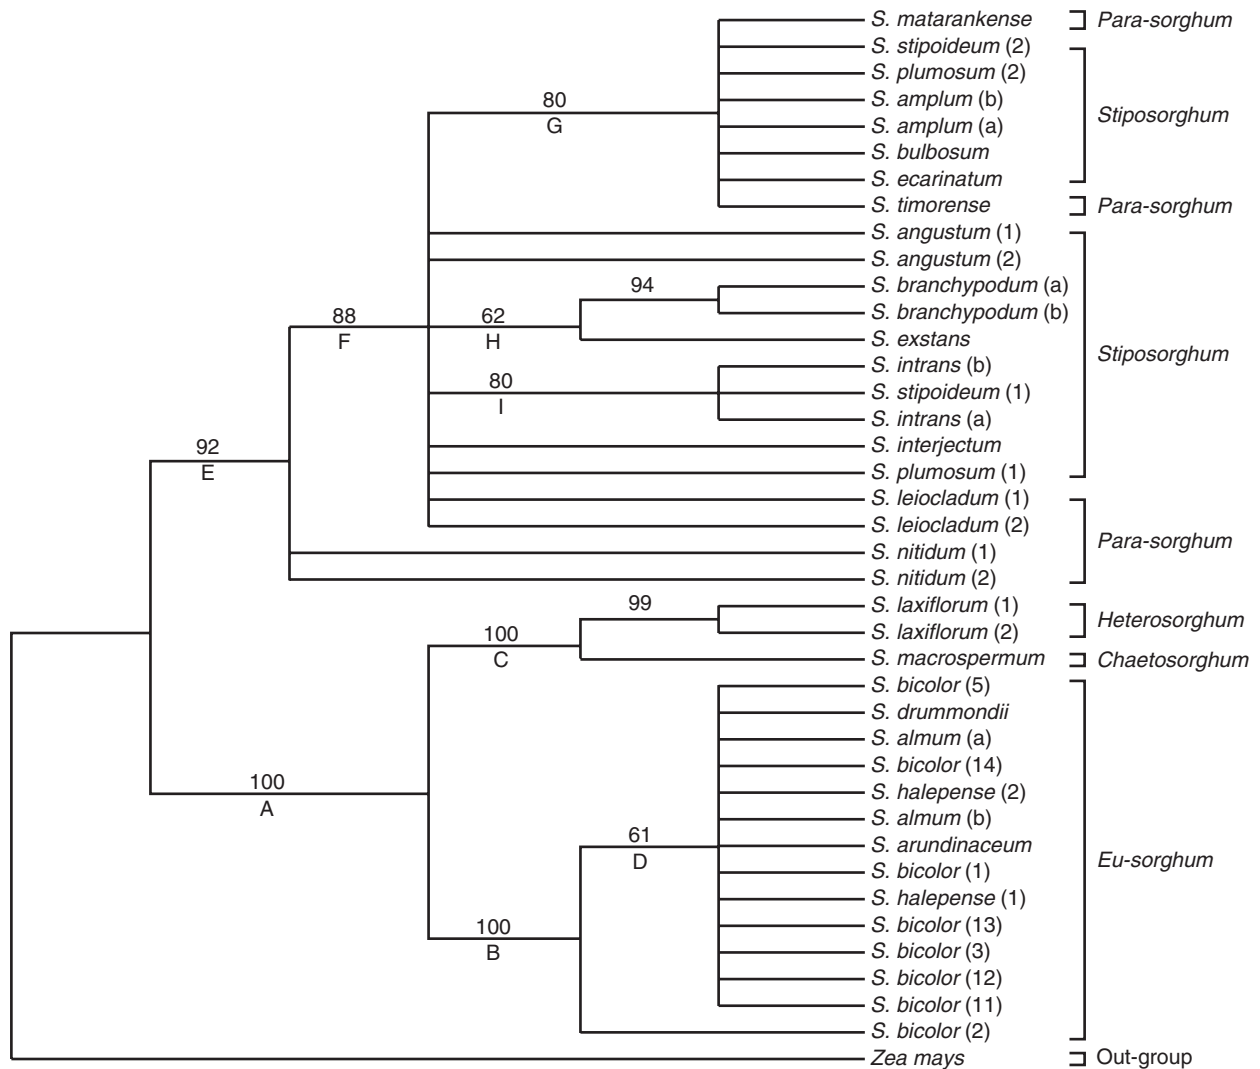 S. matarankense
Para-sorghum
S. stipoideum (2)
S. plumosum (2)
S. amplum (b)
80
G
Stiposorghum
S. amplum (a)
S. bulbosum
S. ecarinatum
S. timorense
Para-sorghum
S. angustum (1)
S. angustum (2)
94
S. branchypodum (a)
S. branchypodum (b)
88
F
62
H
S. exstans
Stiposorghum
S. intrans (b)
80
I
S. stipoideum (1)
S. intrans (a)
92
E
S. interjectum
S. plumosum (1)
S. leiocladum (1)
S. leiocladum (2)
Para-sorghum
S. nitidum (1)
S. nitidum (2)
99
S. laxiflorum (1)
Heterosorghum
S. laxiflorum (2)
100
C
S. macrospermum
Chaetosorghum
S. bicolor (5)
S. drummondii
S. almum (a)
S. bicolor (14)
100
A
S. halepense (2)
S. almum (b)
61
D
S. arundinaceum
Eu-sorghum
S. bicolor (1)
S. halepense (1)
S. bicolor (13)
100
B
S. bicolor (3)
S. bicolor (12)
S. bicolor (11)
S. bicolor (2)
Zea mays
Out-group